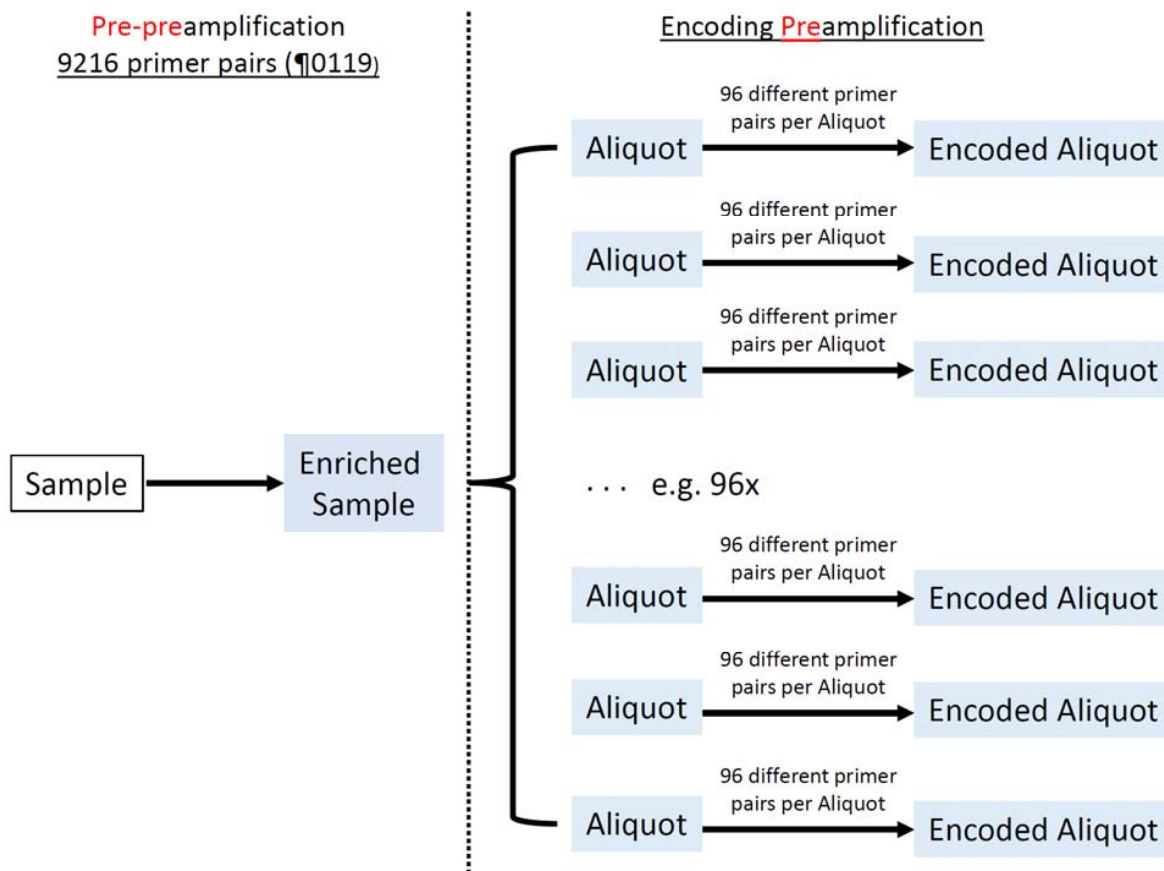 Pre-preamplification
9216 primer pairs (¶0119)
Encoding Preamplification
96 different primer
pairs per Aliquot
Aliquot
Encoded Aliquot
96 different primer
pairs per Aliquot
Aliquot
Encoded Aliquot
96 different primer
pairs per Aliquot
Aliquot
Encoded Aliquot
Sample
Enriched
Sample
... e.g. 96x
96 different primer
pairs per Aliquot
Aliquot
Encoded Aliquot
96 different primer
pairs per Aliquot
Aliquot
Encoded Aliquot
96 different primer
pairs per Aliquot
Aliquot
Encoded Aliquot